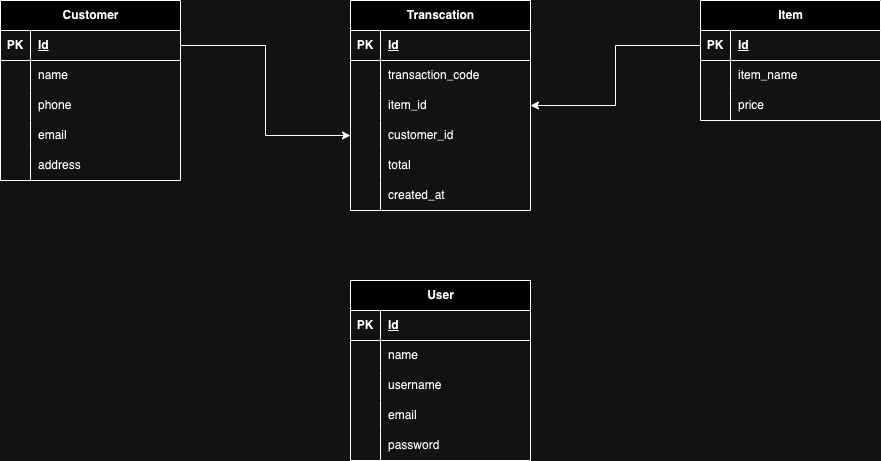 Customer
PK Id
name
phone
email
address
Transcation
PK Id
transaction_code
item_id
customer_id
total
created_at
Item
PK Id
item_name
price
User
PK Id
name
username
email
password